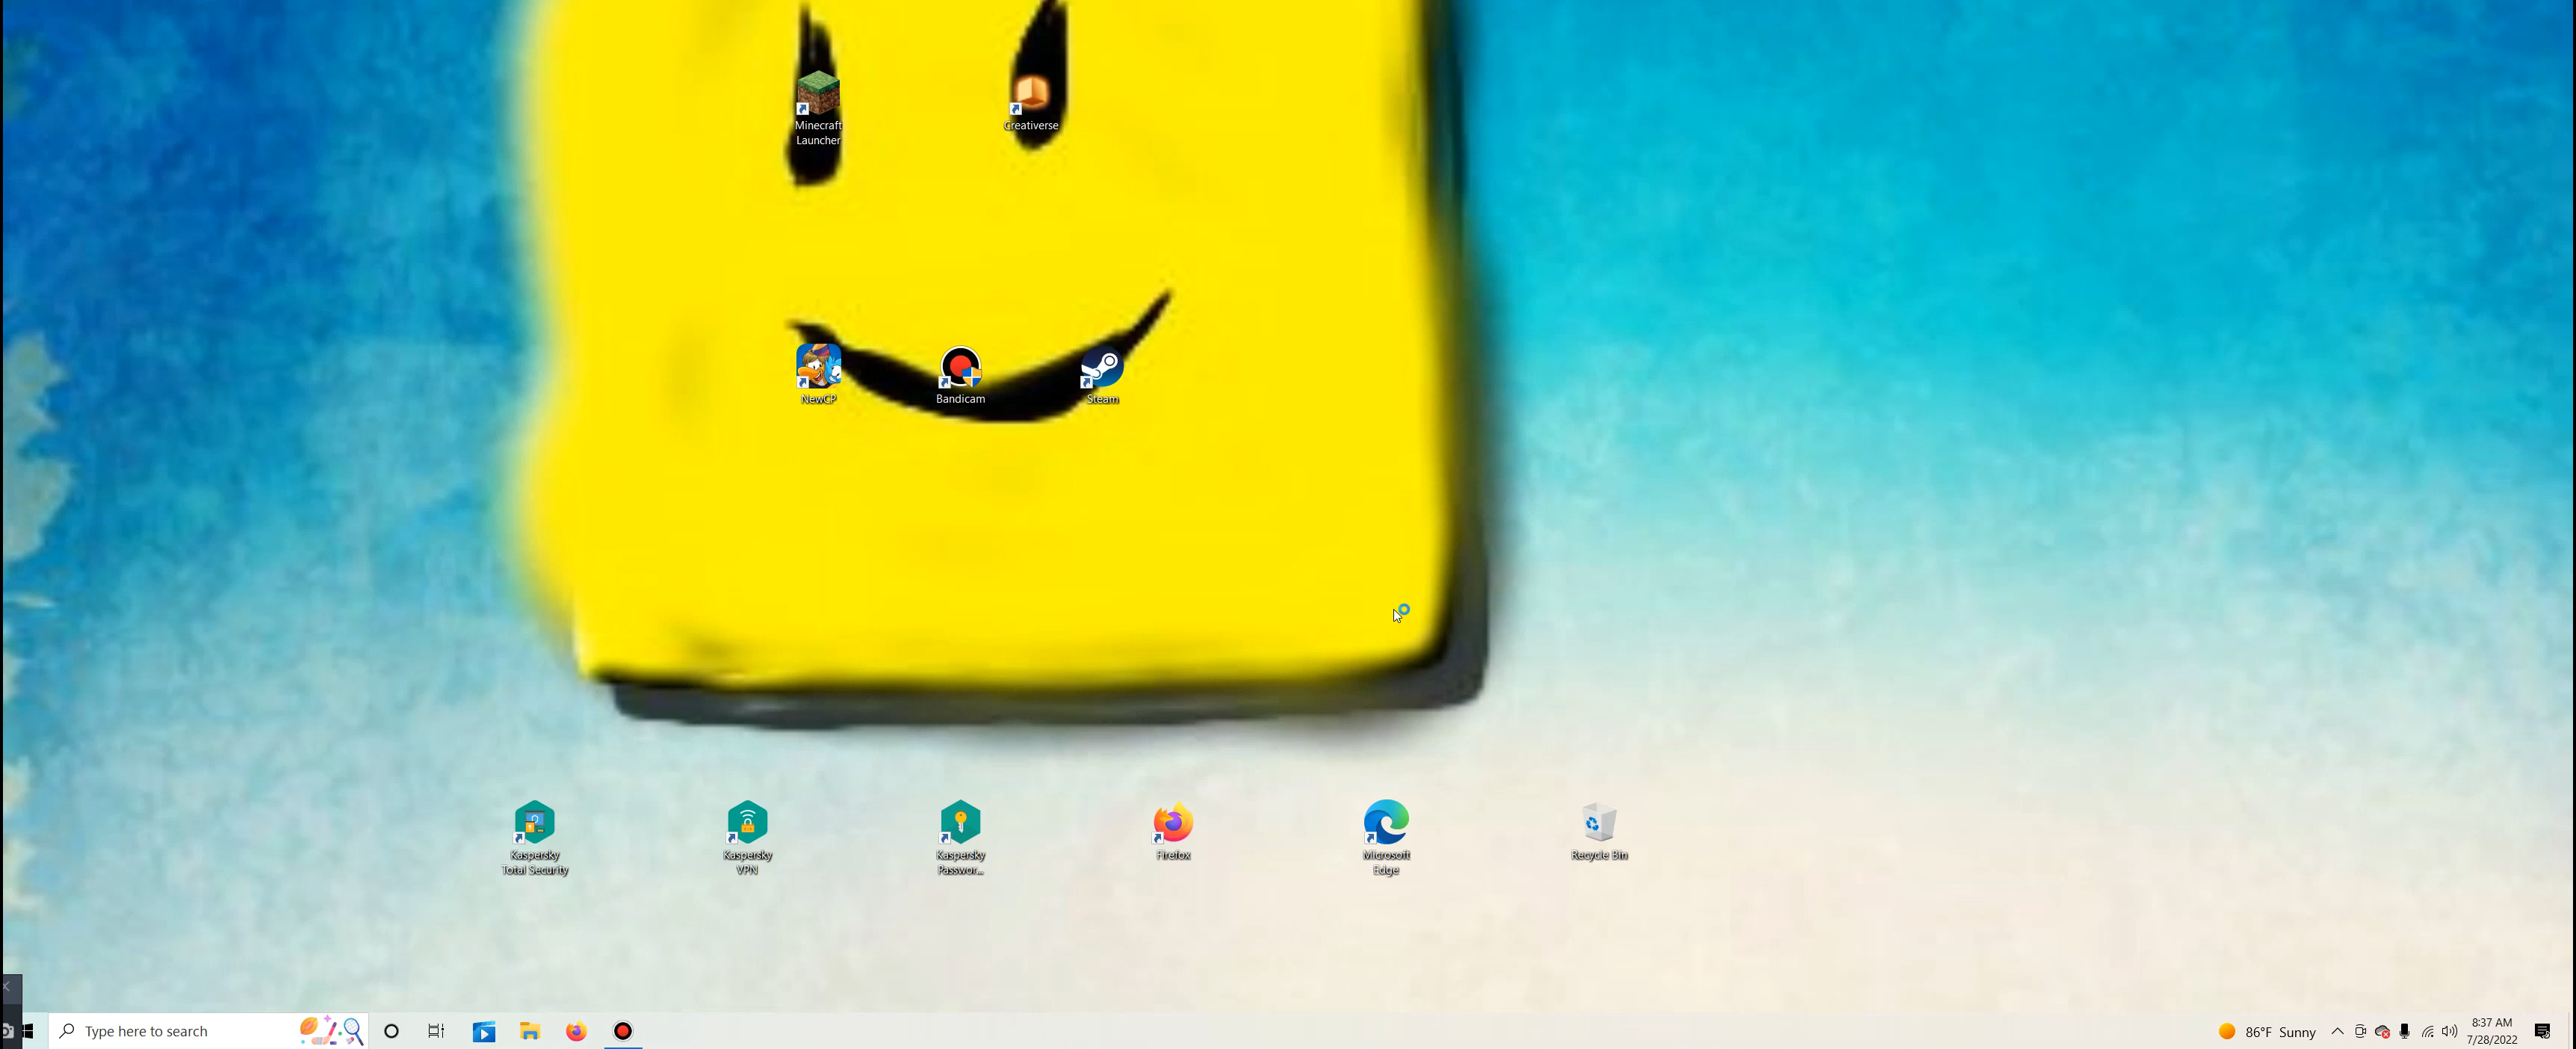 Minecraft
Launcher
Creativerse
NewCP
Bandicam
Steam
Kaspersky
Total Security
Kaspersky
VPN
Kaspersky
Passwor...
Firefox
Microsoft
Edge
Recycle Bin
Type here to search
86°F Sunny
8:37 AM
7/28/2022